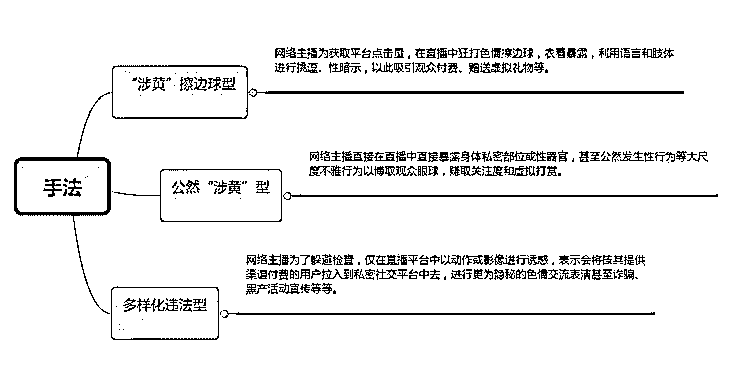 网络主播为获取平台点击量，在直播中狂打色情擦边球，衣着暴露，利用语言和肢体
进行挑逗、性暗示，以此吸引观众付费、赠送虚拟礼物等。
“涉黄”擦边球型
网络主播直接在直播中直接暴露身体私密部位或性器官，甚至公然发生性行为等大尺
度不雅行为以博取观众眼球，赚取关注度和虚拟打赏。
手法
公然“涉黄”型
网络主播为了躲避检查，仅在直播平台中以动作或影像进行诱惑，表示会将按其提供
渠道付费的用户拉入到私密社交平台中去，进行更为隐秘的色情交流表演甚至诈骗、
黑产活动宣传等等。
多样化违法型